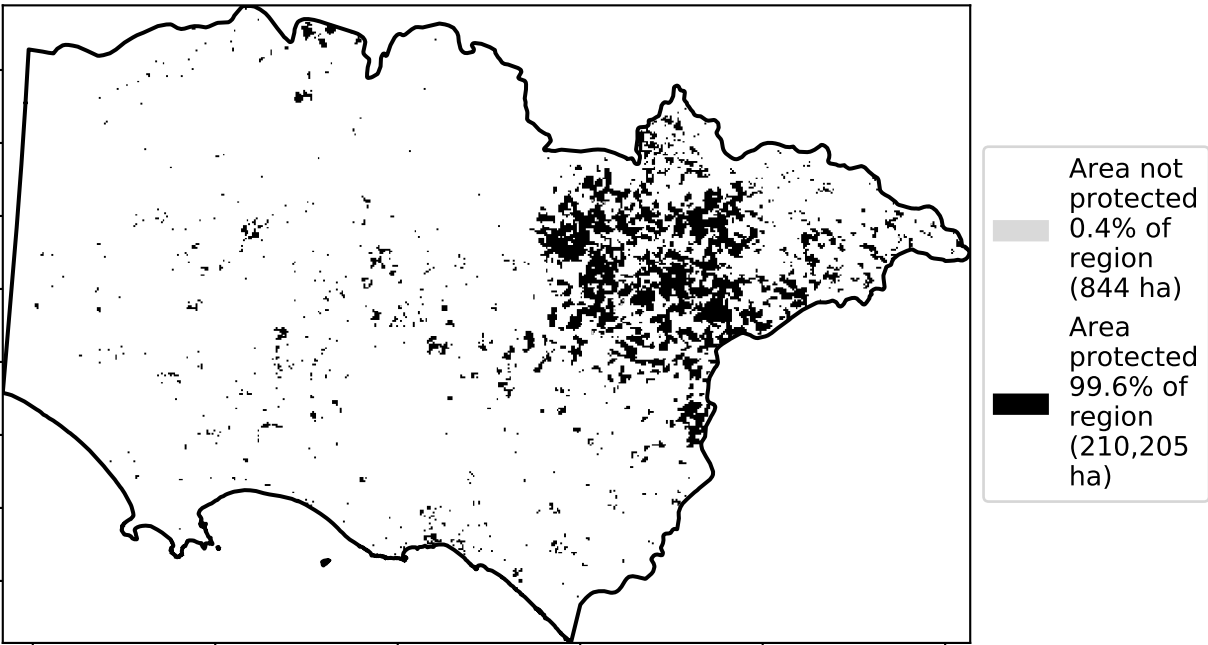 Area not
protected
0.4% of
region
(844 ha)
Area
protected
99.6% of
region
(210,205
ha)